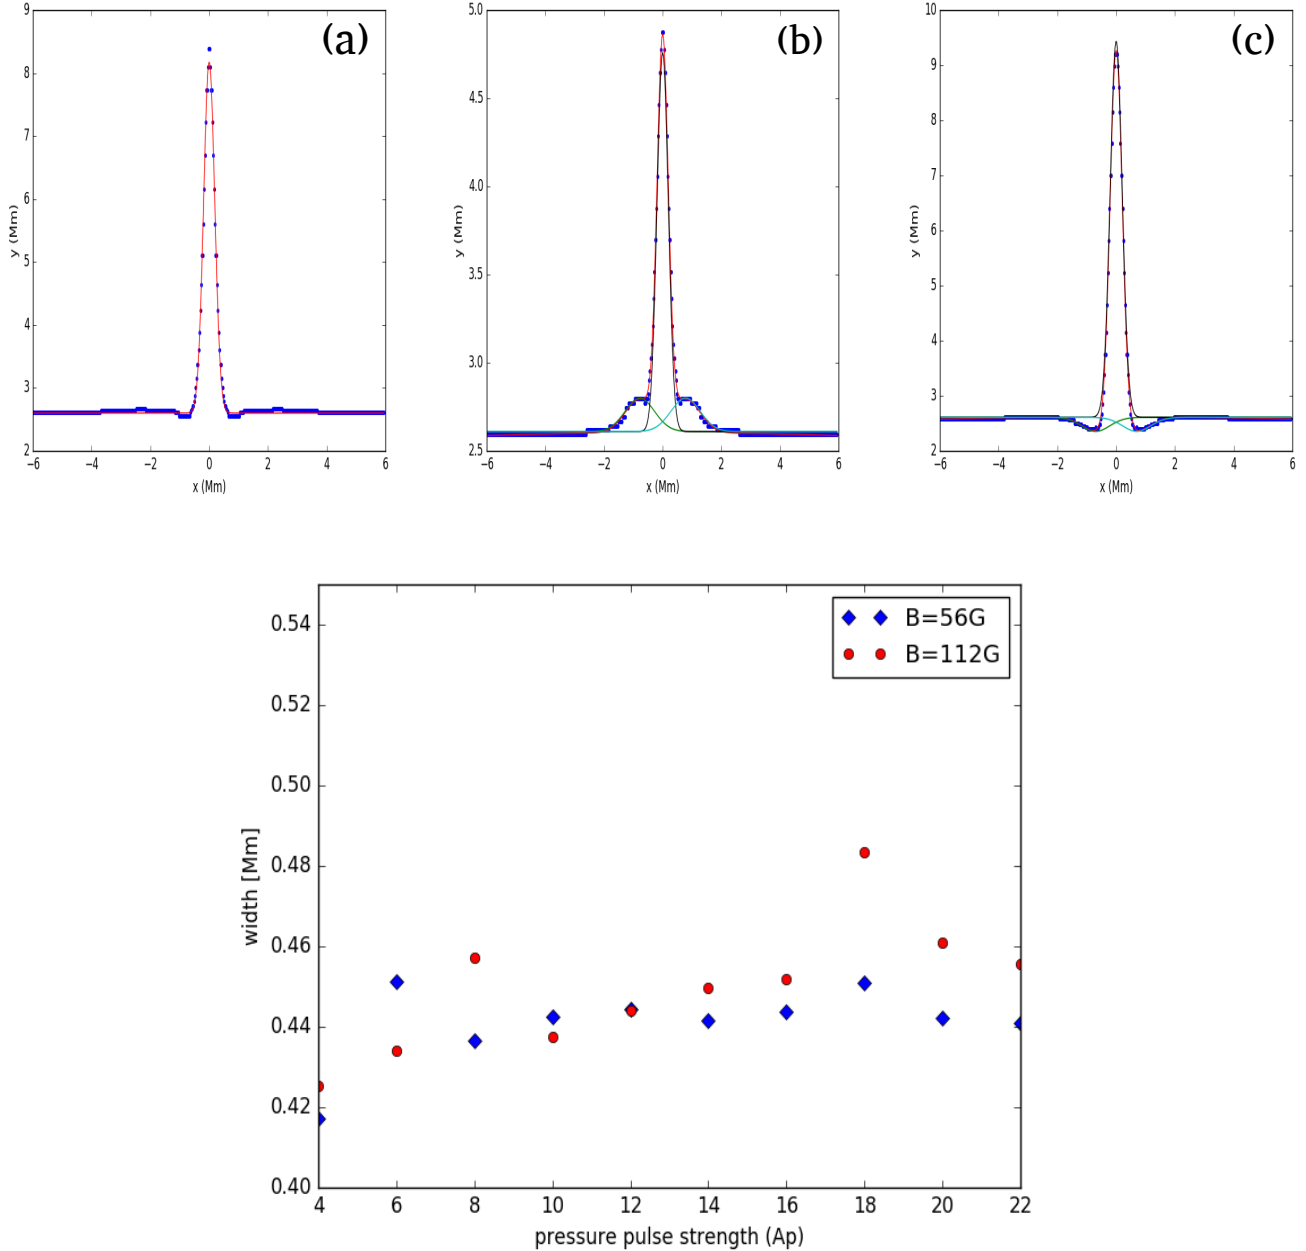 (a)
9
8
7
6
5
4
3
2
y (Mm)
−6 −4 −2 0 2 4 6
x (Mm)
(b)
5.0
4.5
4.0
3.5
3.0
2.5
y (Mm)
−6 −4 −2 0 2 4 6
x (Mm)
(c)
10
9
8
7
6
5
4
3
2
y (Mm)
−6 −4 −2 0 2 4 6
x (Mm)
B=56G
B=112G
0.54
0.52
0.50
0.48
0.46
0.44
0.42
0.40
width [Mm]
4 6 8 10 12 14 16 18 20 22
pressure pulse strength (Ap)